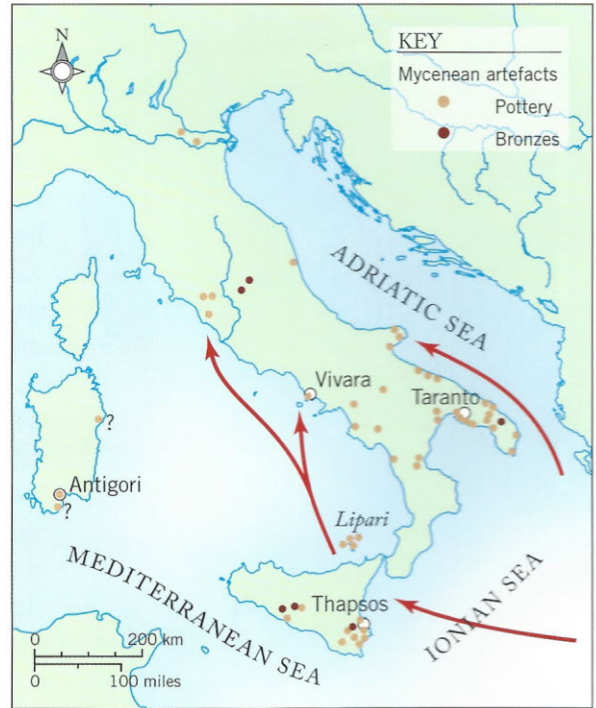 N
KEY
Mycenean artefacts
Pottery
Bronzes
ADRIATIC SEA
Vivara
Taranto
?
Antigori
?
Lipari
MEDITERRANEAN SEA
IONIAN SEA
Thapsos
0 200 km
0 100 miles